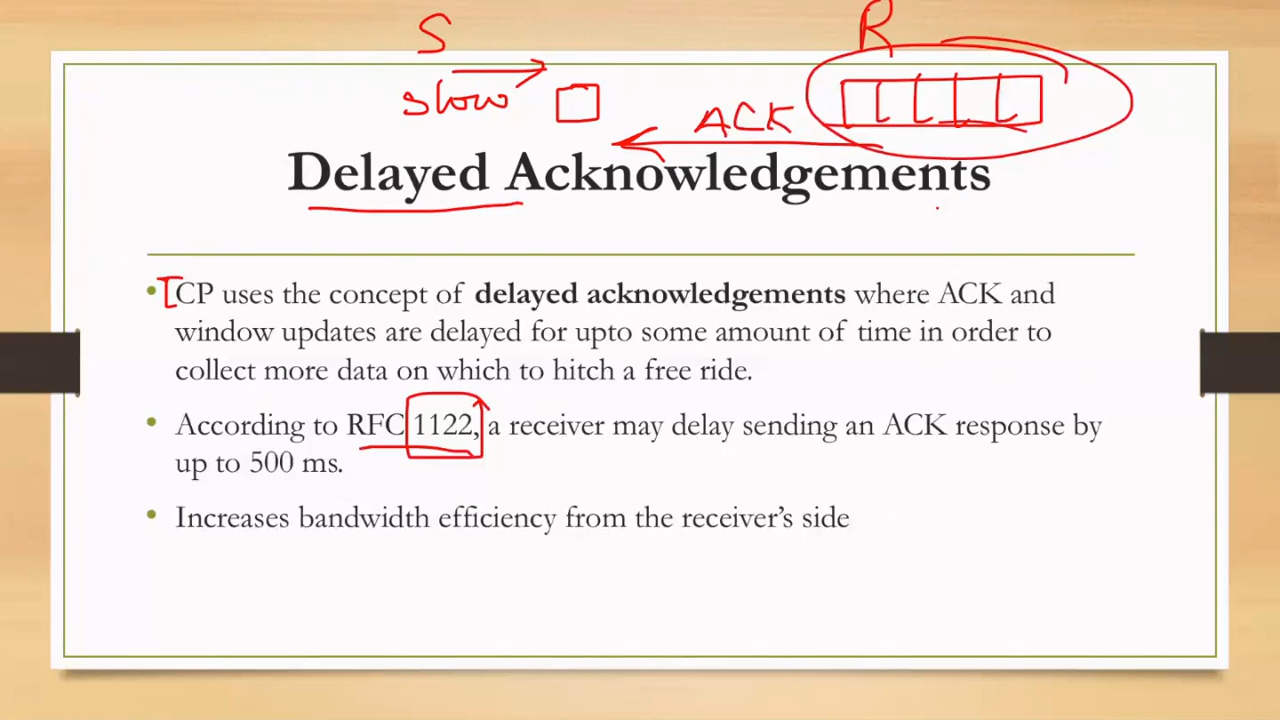 S
R
slow
ACK
Delayed Acknowledgements
• TCP uses the concept of delayed acknowledgements where ACK and
window updates are delayed for upto some amount of time in order to
collect more data on which to hitch a free ride.
• According to RFC 1122, a receiver may delay sending an ACK response by
up to 500 ms.
• Increases bandwidth efficiency from the receiver's side